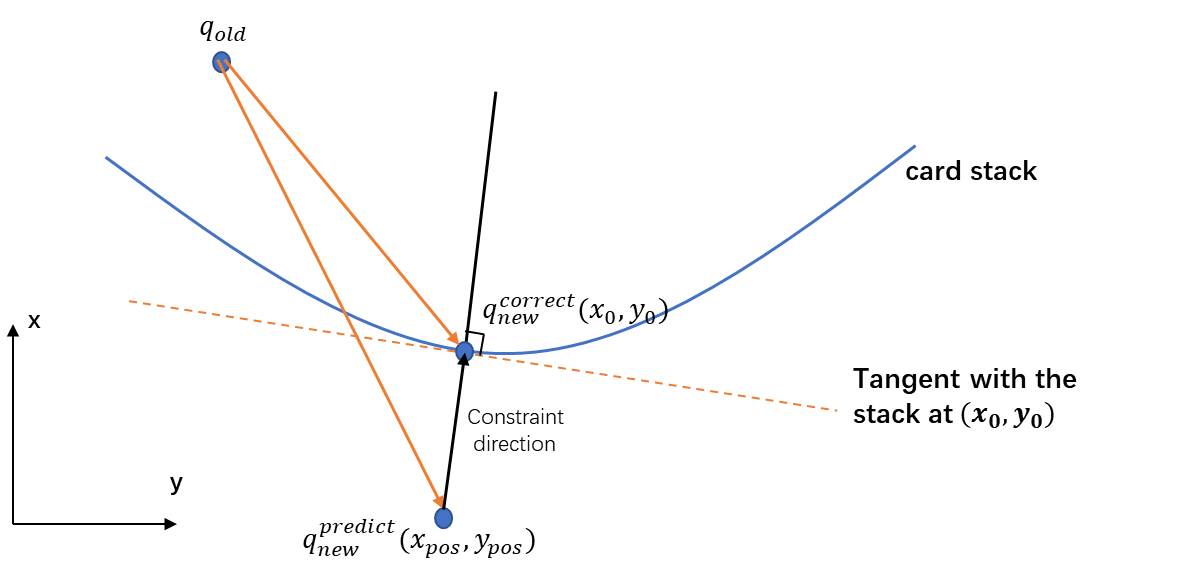 q_old
card stack
q_new^correct(x_0, y_0)
x
Tangent with the
stack at (x_0, y_0)
Constraint
direction
y
q_new^predict(x_pos, y_pos)